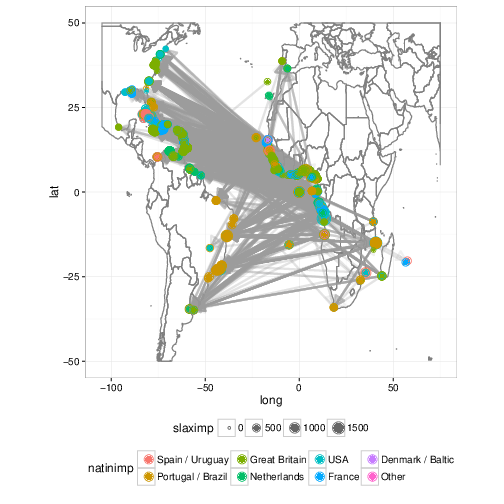 50
25
0
−25
−50
lat
−100
−50
0
50
long
slaximp 0 500 1000 1500
natinimp
Spain / Uruguay Great Britain USA Denmark / Baltic
Portugal / Brazil Netherlands France Other